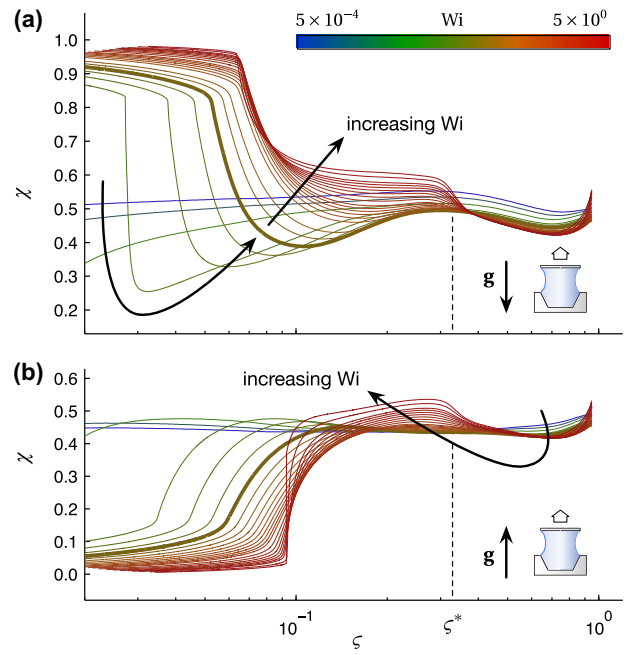 (a)
5 × 10⁻⁴ Wi 5 × 10⁰
1.0
0.9
0.8
increasing Wi
0.7
χ 0.6
0.5
0.4
0.3
g
0.2
(b)
0.6
increasing Wi
0.5
0.4
χ 0.3
0.2
g
0.1
0.0
10⁻¹ ς ς* 10⁰